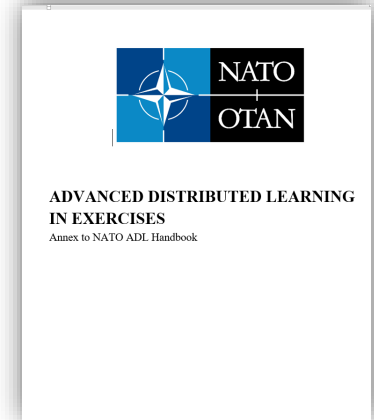 NATO
OTAN
ADVANCED DISTRIBUTED LEARNING
IN EXERCISES
Annex to NATO ADL Handbook